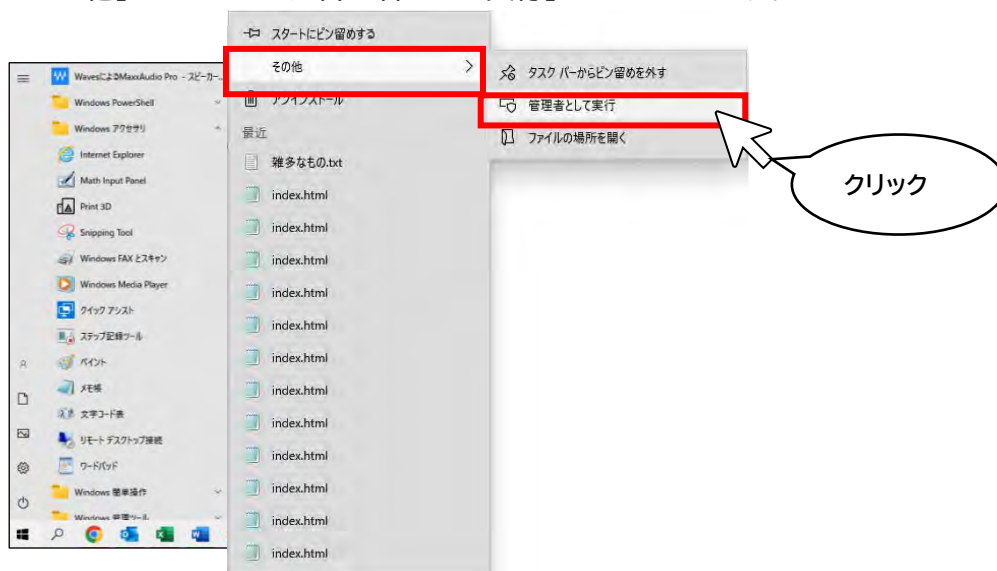 スタートにピン留めする
その他
アンインストール
最近
雑多なもの.txt
index.html
index.html
index.html
index.html
index.html
index.html
index.html
index.html
index.html
index.html
index.html
index.html
タスク バーからピン留めを外す
管理者として実行
ファイルの場所を開く
クリック
WavesによるMaxxAudio Pro - スピーカー...
Windows PowerShell
Windows アクセサリ
Internet Explorer
Math Input Panel
Print 3D
Snipping Tool
Windows FAX とスキャン
Windows Media Player
クイック アシスト
ステップ記録ツール
ペイント
メモ帳
文字コード表
リモート デスクトップ接続
ワードパッド
Windows 簡単操作
Windows 管理ツール